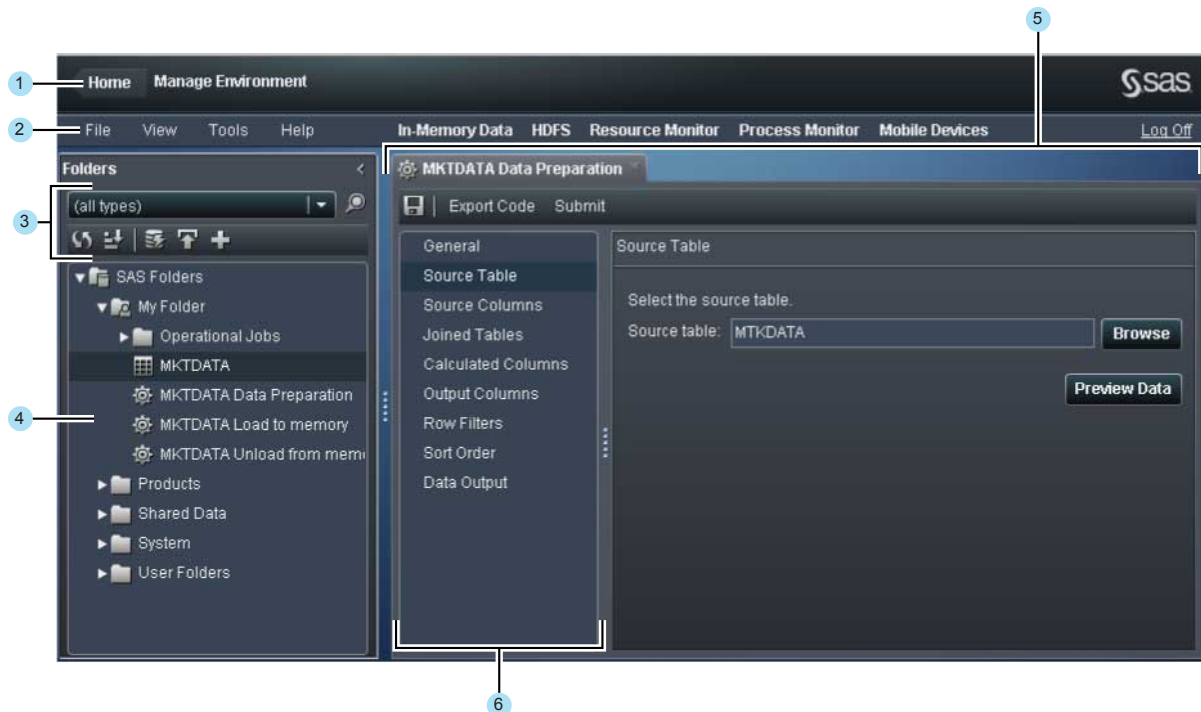 5
1
Home Manage Environment
sas
2
File View Tools Help In-Memory Data HDFS Resource Monitor Process Monitor Mobile Devices Log Off
Folders
3
(all types)
SAS Folders
My Folder
Operational Jobs
MKTDATA
MKTDATA Data Preparation
4
MKTDATA Load to memory
MKTDATA Unload from mem
Products
Shared Data
System
User Folders
MKTDATA Data Preparation
Export Code Submit
General
Source Table
Source Columns
Joined Tables
Calculated Columns
Output Columns
Row Filters
Sort Order
Data Output
6
Source Table
Select the source table.
Source table: MTKDATA Browse
Preview Data